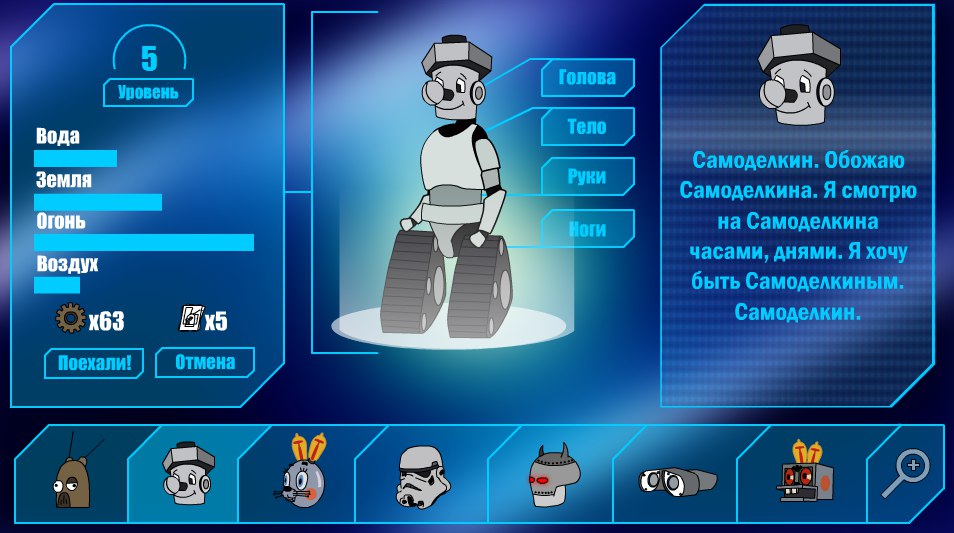 5
Уровень
Вода
Земля
Огонь
Воздух
x63
x5
Поехали!
Отмена
Голова
Тело
Руки
Ноги
Самоделкин. Обожаю
Самоделкина. Я смотрю
на Самоделкина
часами, днями. Я хочу
быть Самоделкиным.
Самоделкин.